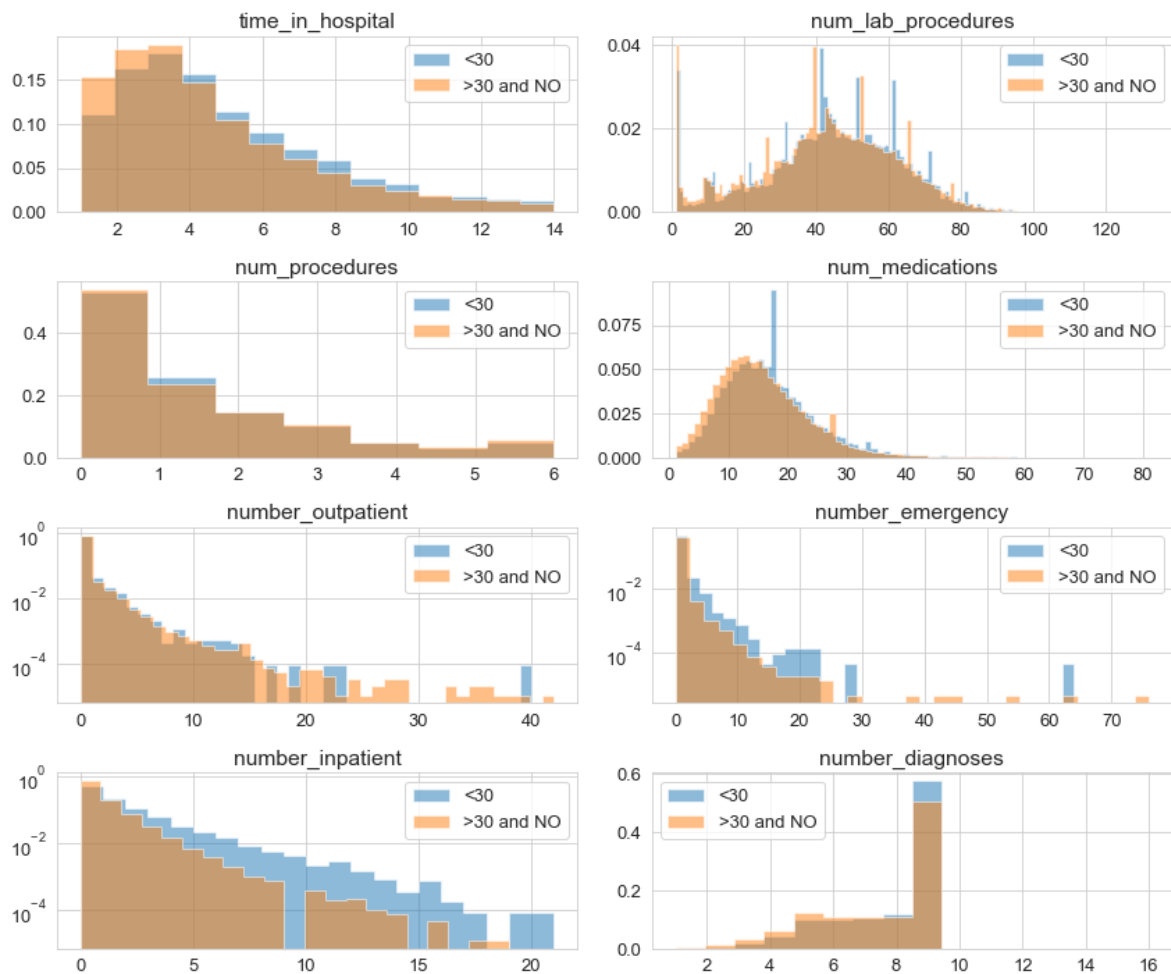 time_in_hospital
<30
>30 and NO
0.15
0.10
0.05
0.00
2 4 6 8 10 12 14
num_lab_procedures
<30
>30 and NO
0.04
0.02
0.00
0 20 40 60 80 100 120
num_procedures
<30
>30 and NO
0.4
0.2
0.0
0 1 2 3 4 5 6
num_medications
<30
>30 and NO
0.075
0.050
0.025
0.000
0 10 20 30 40 50 60 70 80
number_outpatient
<30
>30 and NO
10⁰
10⁻²
10⁻⁴
0 10 20 30 40
number_emergency
<30
>30 and NO
10⁻²
10⁻⁴
0 10 20 30 40 50 60 70
number_inpatient
<30
>30 and NO
10⁰
10⁻²
10⁻⁴
0 5 10 15 20
number_diagnoses
<30
>30 and NO
0.6
0.4
0.2
0.0
2 4 6 8 10 12 14 16